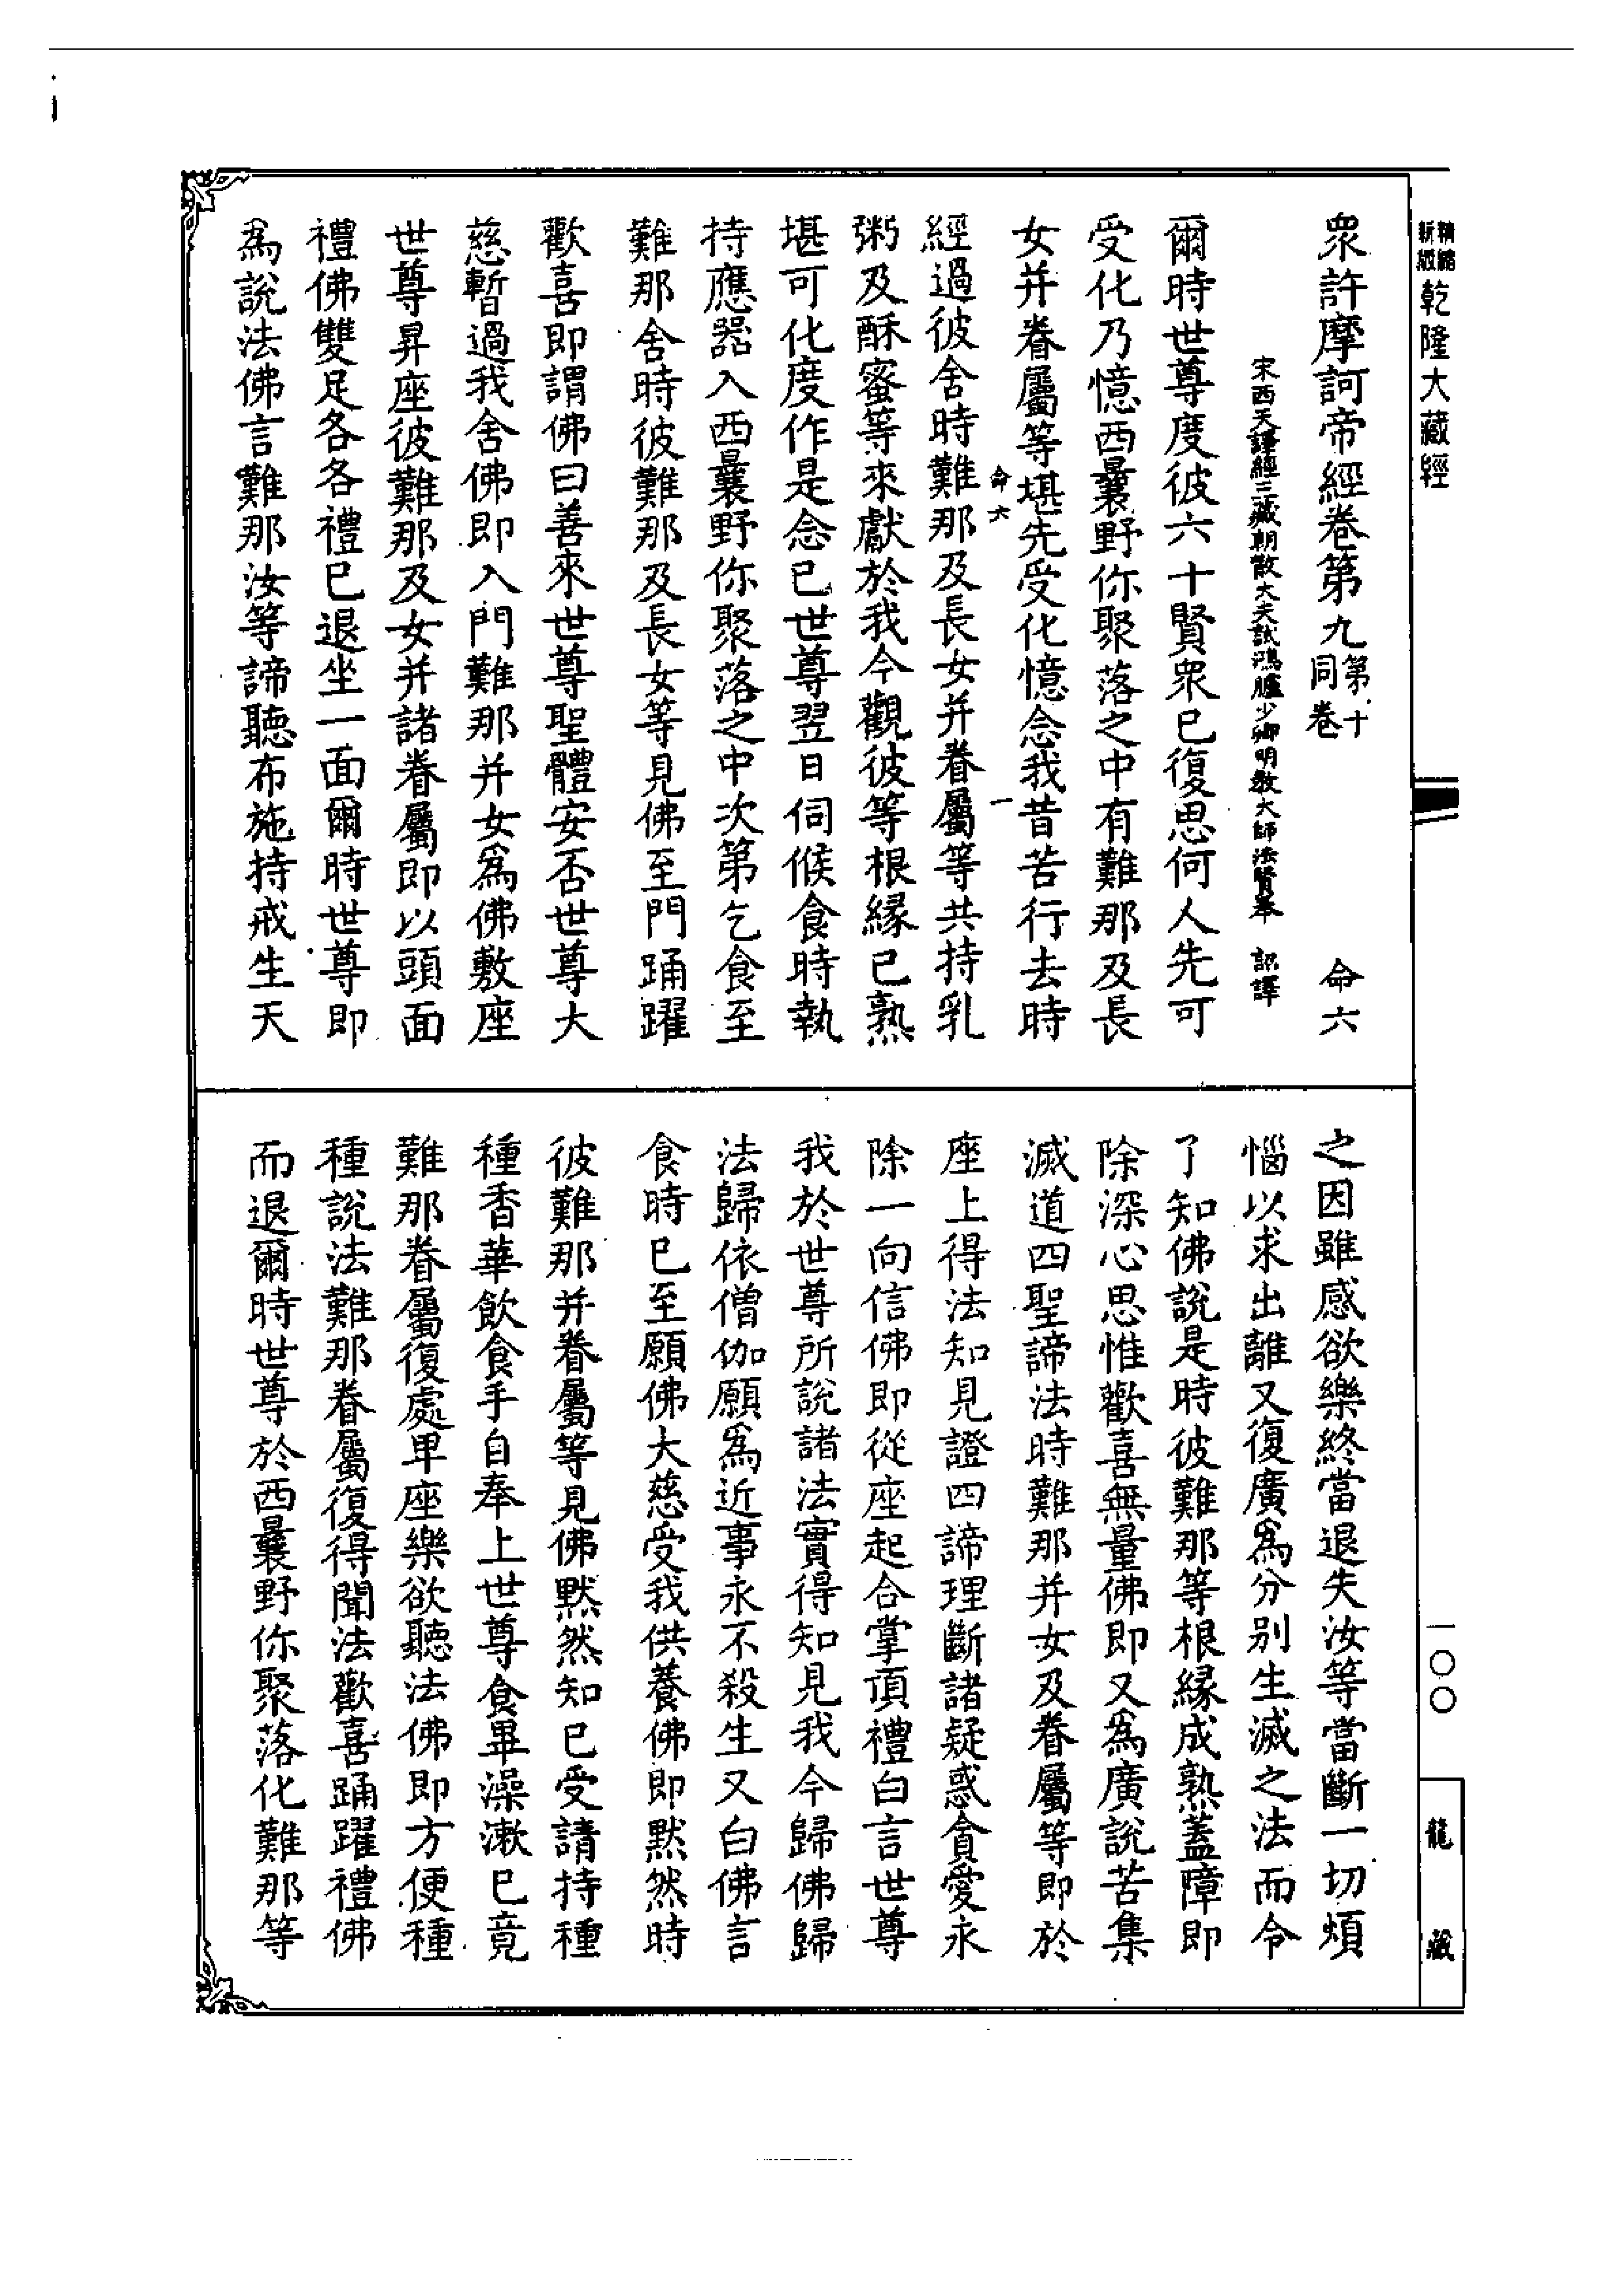 精縮
新版
乾隆大藏經
眾許摩訶帝經卷第九
第十
同卷
命六
宋西天譯經三藏朝散大夫試鴻臚少卿明教大師法賢奉 詔譯
爾時世尊度彼六十賢眾已復思何人先可
受化乃憶西曩野你聚落之中有難那及長
女并眷屬等堪先受化憶念我昔苦行去時
命六 一
經過彼舍時難那及長女并眷屬等共持乳
粥及酥蜜等來獻於我今觀彼等根緣已熟
堪可化度作是念已世尊翌日伺候食時執
持應器入西曩野你聚落之中次第乞食至
難那舍時彼難那及長女等見佛至門踊躍
歡喜即謂佛曰善來世尊聖體安否世尊大
慈暫過我舍佛即入門難那并女為佛敷座
世尊昇座彼難那及女并諸眷屬即以頭面
禮佛雙足各各禮已退坐一面爾時世尊即
為說法佛言難那汝等諦聽布施持戒生天
之因雖感欲樂終當退失汝等當斷一切煩
惱以求出離又復廣為分別生滅之法而令
了知佛說是時彼難那等根緣成熟蓋障即
除深心思惟歡喜無量佛即又為廣說苦集
滅道四聖諦法時難那并女及眷屬等即於
座上得法知見證四諦理斷諸疑惑貪愛永
除一向信佛即從座起合掌頂禮白言世尊
我於世尊所說諸法實得知見我今歸佛歸
法歸依僧伽願為近事永不殺生又白佛言
食時已至願佛大慈受我供養佛即默然時
彼難那并眷屬等見佛默然知已受請持種
種香華飲食手自奉上世尊食畢澡漱已竟
難那眷屬復處卑座樂欲聽法佛即方便種
種說法難那眷屬復得聞法歡喜踊躍禮佛
而退爾時世尊於西曩野你聚落化難那等
一〇〇
龍藏